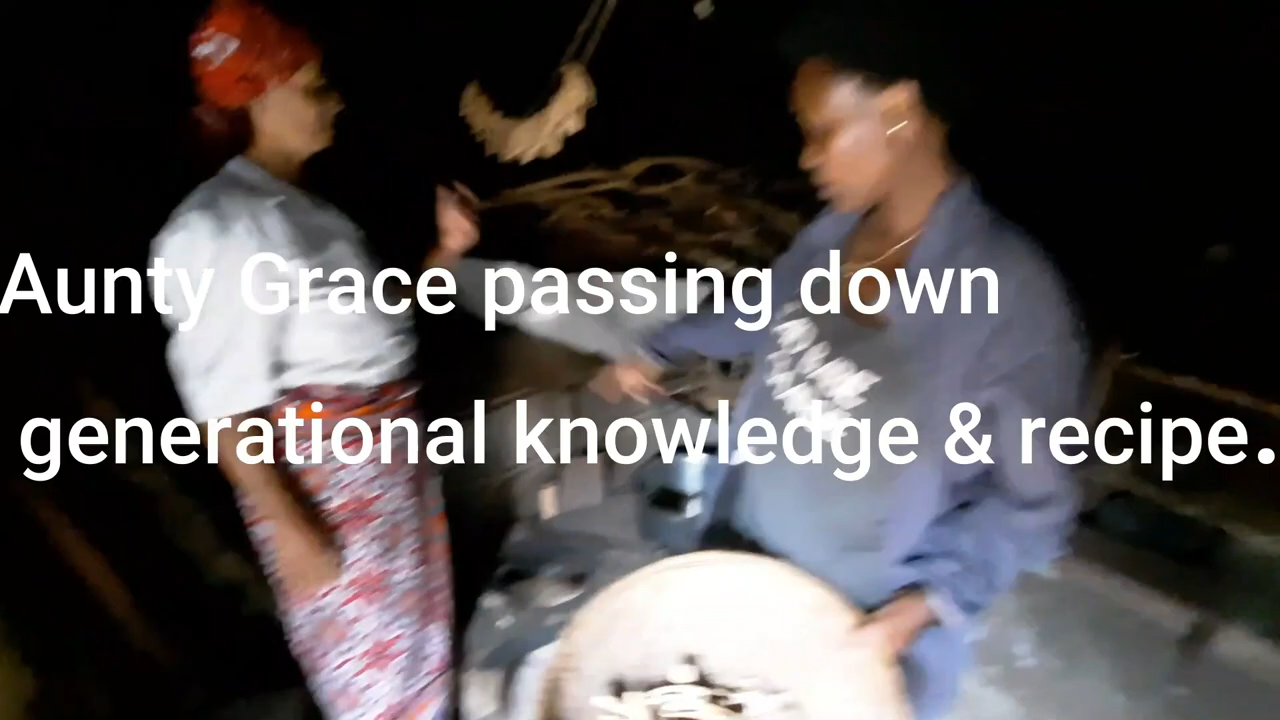 Aunty Grace passing down
generational knowledge & recipe.